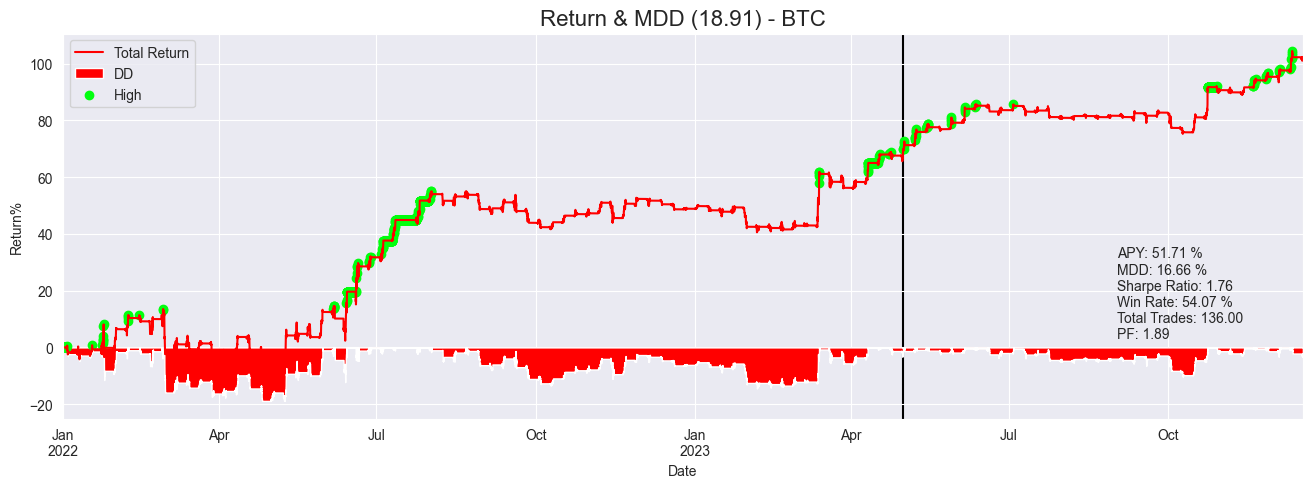 Return & MDD (18.91) - BTC
Total Return
DD
High
100
80
60
40
20
0
−20
Return%
APY: 51.71 %
MDD: 16.66 %
Sharpe Ratio: 1.76
Win Rate: 54.07 %
Total Trades: 136.00
PF: 1.89
Jan Apr Jul Oct Jan Apr Jul Oct
2022 2023
Date